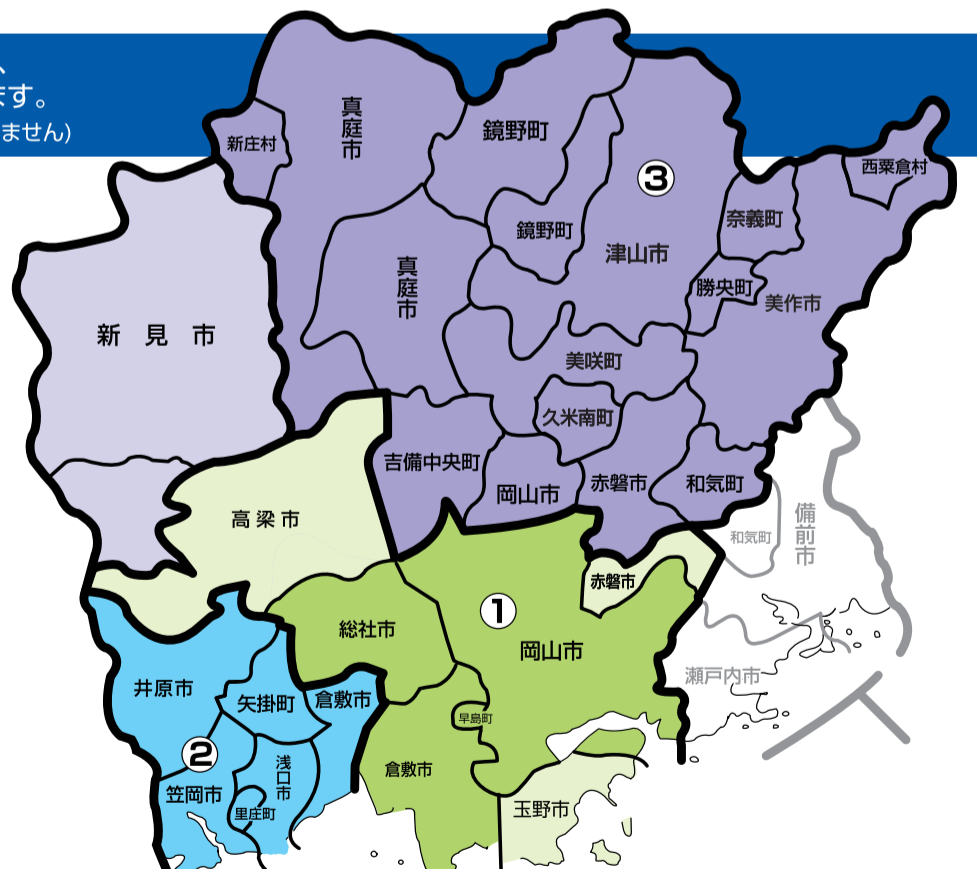 、
ます。
ません)
真庭市
新庄村
鏡野町
③
西粟倉村
奈義町
鏡野町
津山市
真庭市
勝央町
美作市
新見市
美咲町
久米南町
吉備中央町
岡山市
赤磐市
和気町
高梁市
備前市
和気町
赤磐市
①
総社市
岡山市
瀬戸内市
井原市
矢掛町
倉敷市
早島町
②
浅口市
倉敷市
笠岡市
里庄町
玉野市